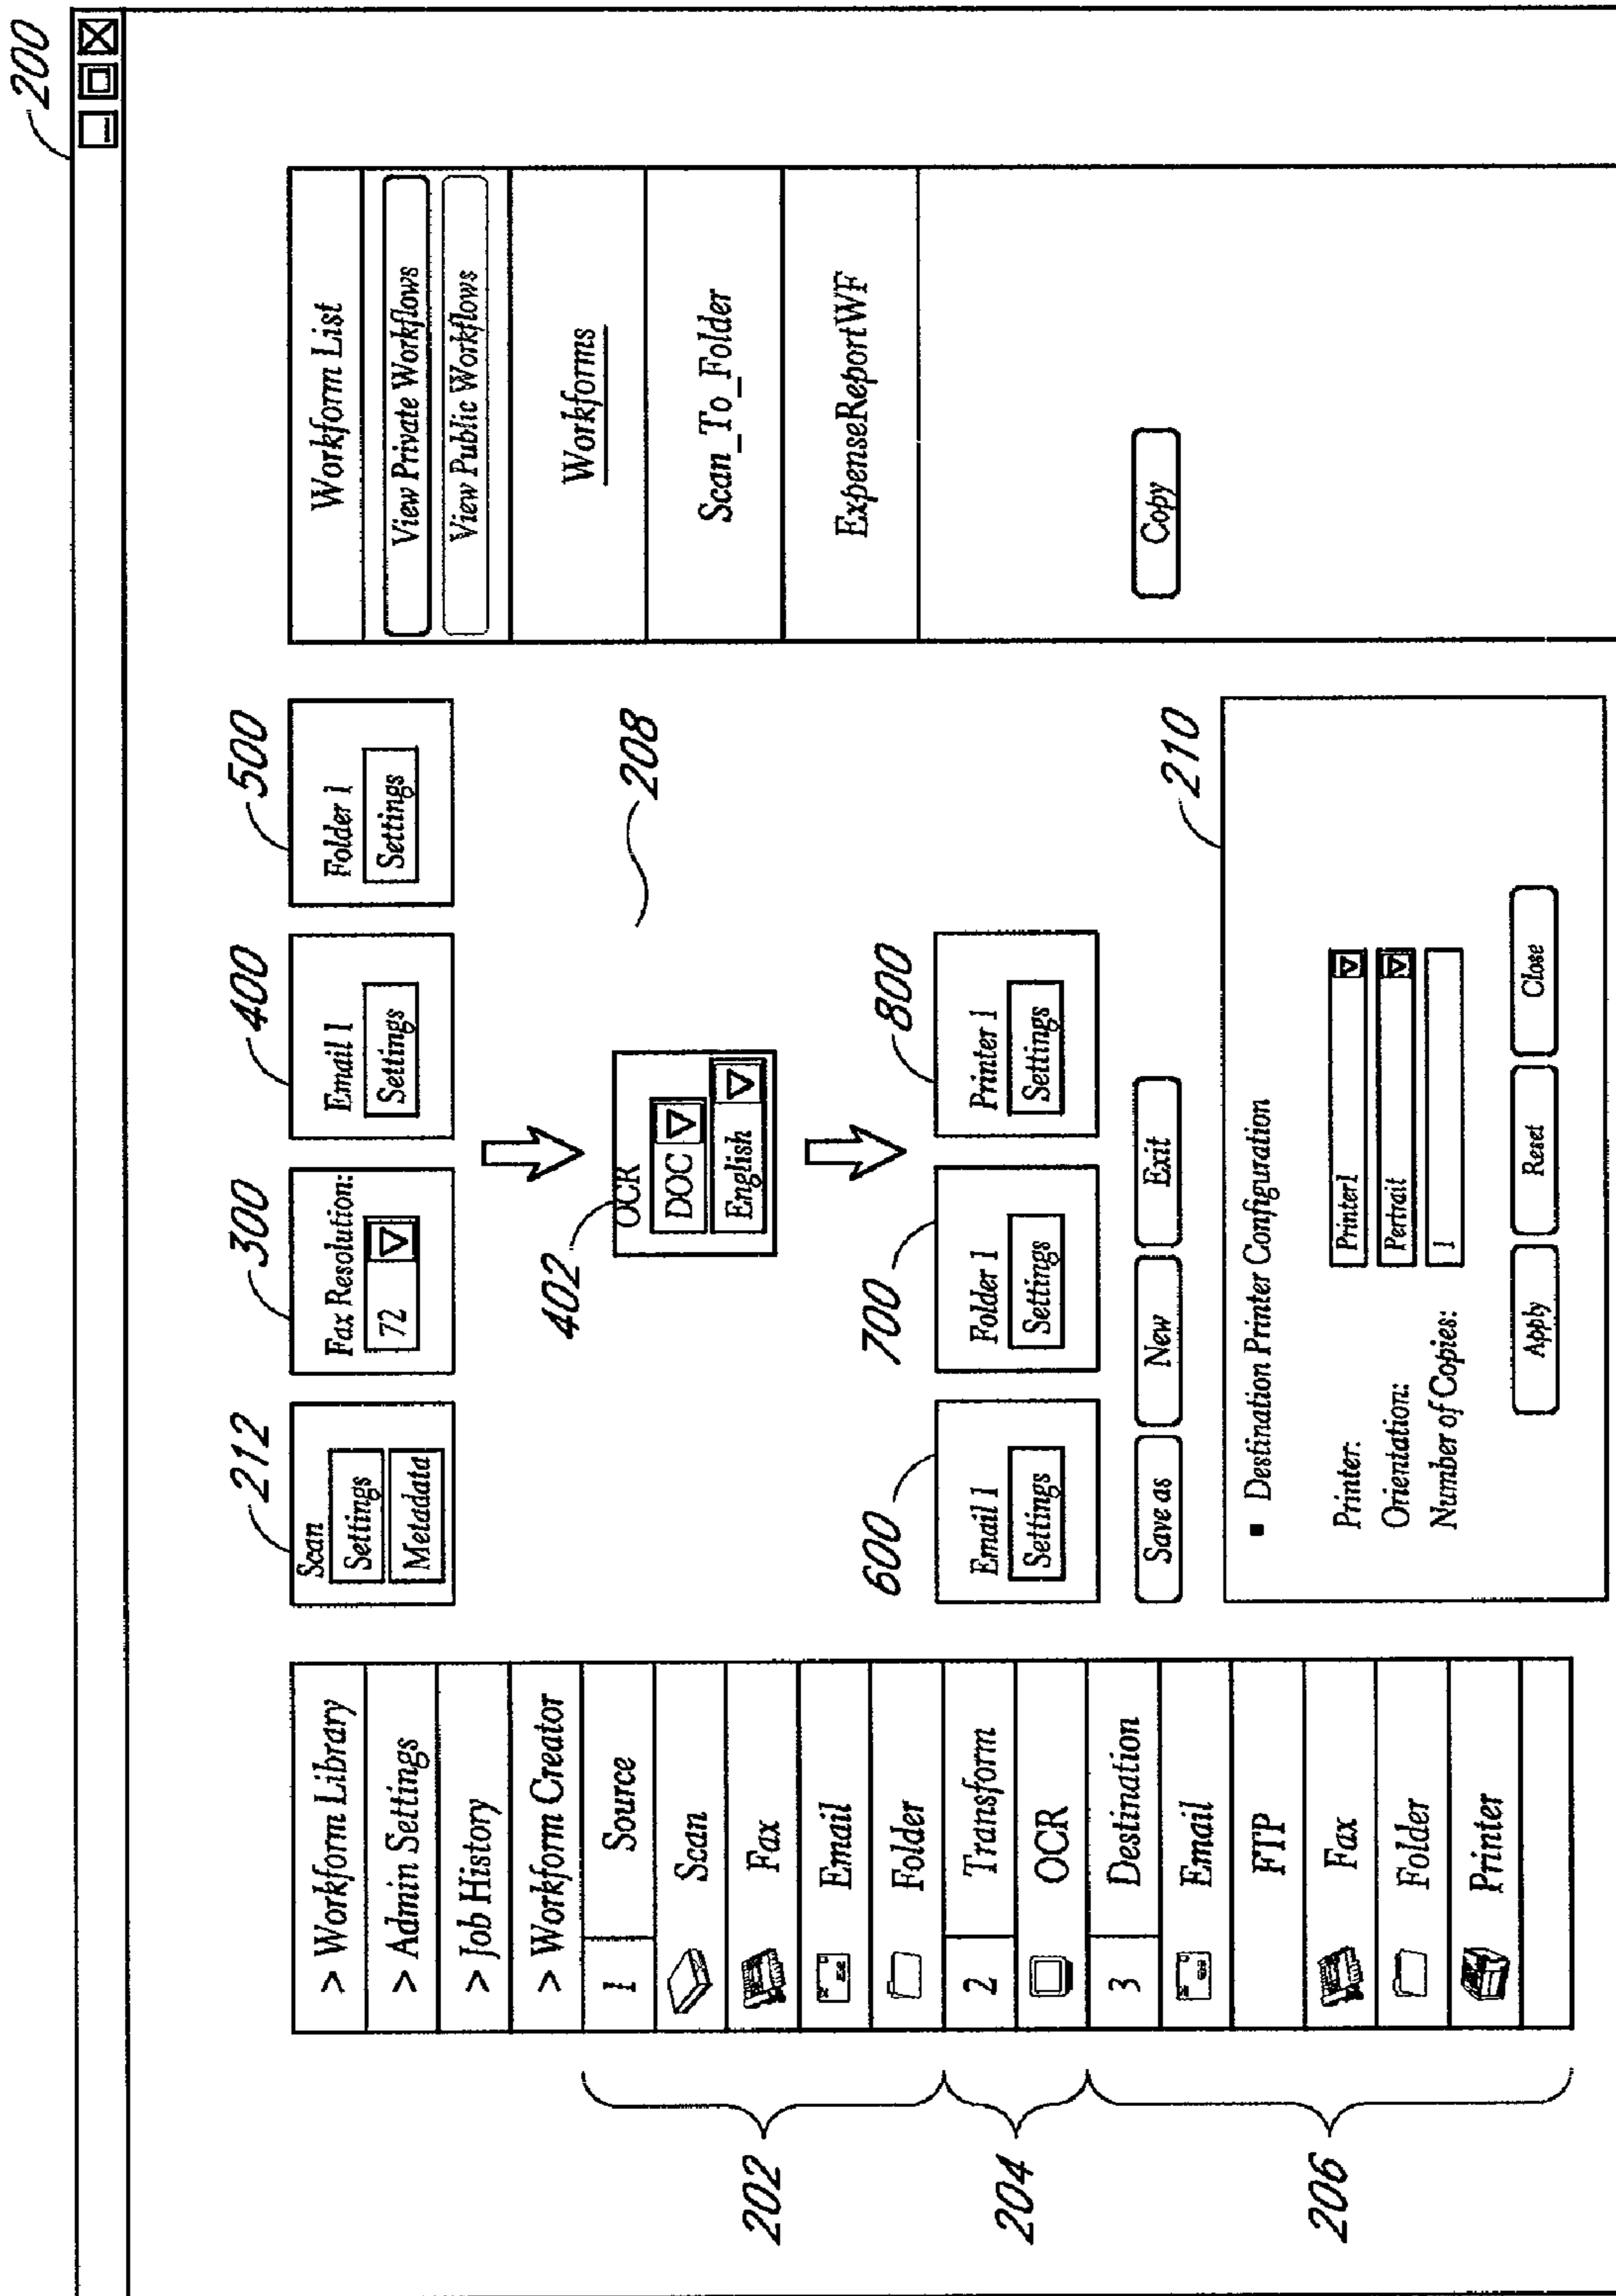 200
> Workform Library
> Admin Settings
> Job History
> Workform Creator
1 Source
Scan
Fax
Email
Folder
2 Transform
OCR
3 Destination
Email
FTP
Fax
Folder
Printer
202
204
206
212
Scan
Settings
Metadata
300
Fax Resolution:
72
400
Email 1
Settings
500
Folder 1
Settings
402
OCR
DOC
English
208
600
Email 1
Settings
700
Folder 1
Settings
800
Printer 1
Settings
Save as
New
Exit
210
■ Destination Printer Configuration
Printer: Printer1
Orientation: Pertrait
Number of Copies: 1
Apply
Reset
Close
Workform List
View Private Workflows
View Public Workflows
Workforms
Scan_To_Folder
ExpenseReportWF
Copy